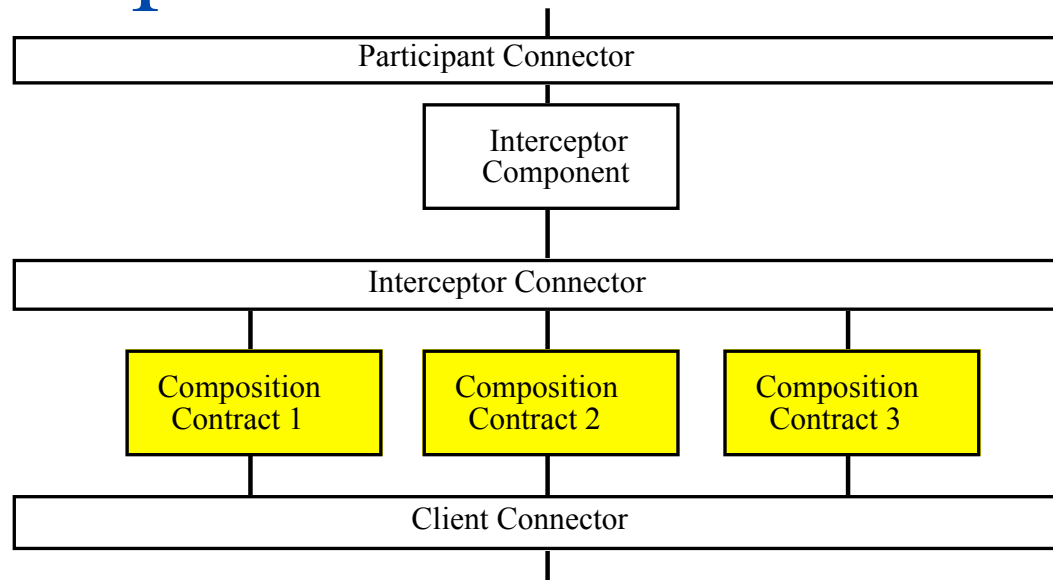 Participant Connector
Interceptor
Component
Interceptor Connector
Composition
Contract 1
Composition
Contract 2
Composition
Contract 3
Client Connector